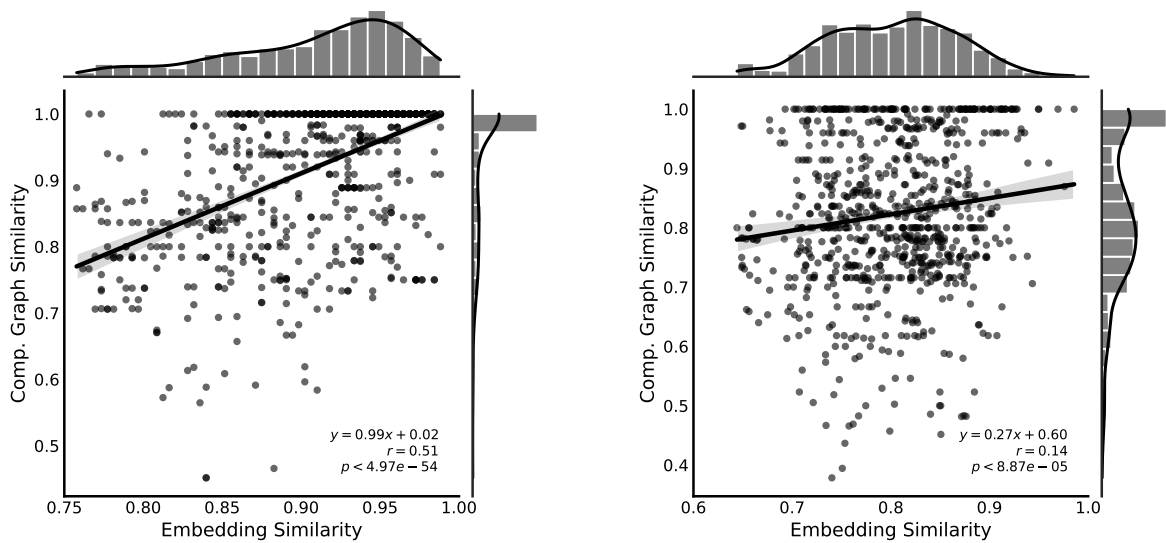 Comp. Graph Similarity
1.0
0.9
0.8
0.7
0.6
0.5
y = 0.99x + 0.02
r = 0.51
p < 4.97e − 54
0.75
0.80
0.85
0.90
0.95
1.00
Embedding Similarity
Comp. Graph Similarity
1.0
0.9
0.8
0.7
0.6
0.5
0.4
y = 0.27x + 0.60
r = 0.14
p < 8.87e − 05
0.6
0.7
0.8
0.9
1.0
Embedding Similarity